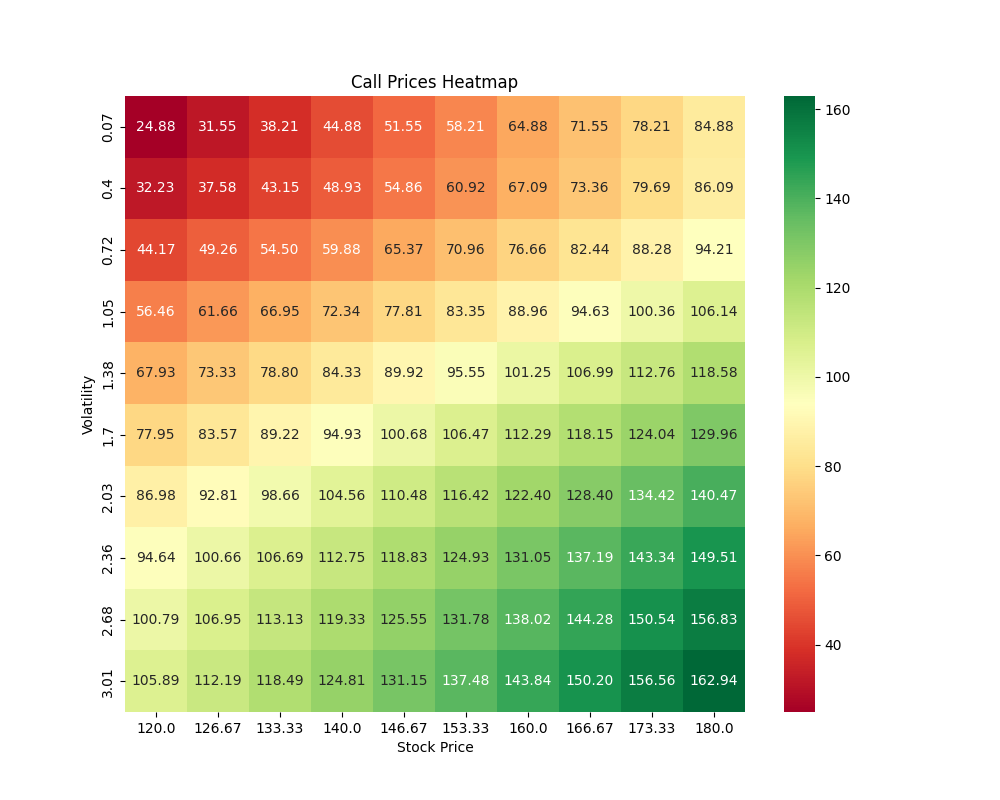 Call Prices Heatmap
Volatility
0.07 24.88 31.55 38.21 44.88 51.55 58.21 64.88 71.55 78.21 84.88
0.4 32.23 37.58 43.15 48.93 54.86 60.92 67.09 73.36 79.69 86.09
0.72 44.17 49.26 54.50 59.88 65.37 70.96 76.66 82.44 88.28 94.21
1.05 56.46 61.66 66.95 72.34 77.81 83.35 88.96 94.63 100.36 106.14
1.38 67.93 73.33 78.80 84.33 89.92 95.55 101.25 106.99 112.76 118.58
1.7 77.95 83.57 89.22 94.93 100.68 106.47 112.29 118.15 124.04 129.96
2.03 86.98 92.81 98.66 104.56 110.48 116.42 122.40 128.40 134.42 140.47
2.36 94.64 100.66 106.69 112.75 118.83 124.93 131.05 137.19 143.34 149.51
2.68 100.79 106.95 113.13 119.33 125.55 131.78 138.02 144.28 150.54 156.83
3.01 105.89 112.19 118.49 124.81 131.15 137.48 143.84 150.20 156.56 162.94
120.0 126.67 133.33 140.0 146.67 153.33 160.0 166.67 173.33 180.0
Stock Price
160
140
120
100
80
60
40